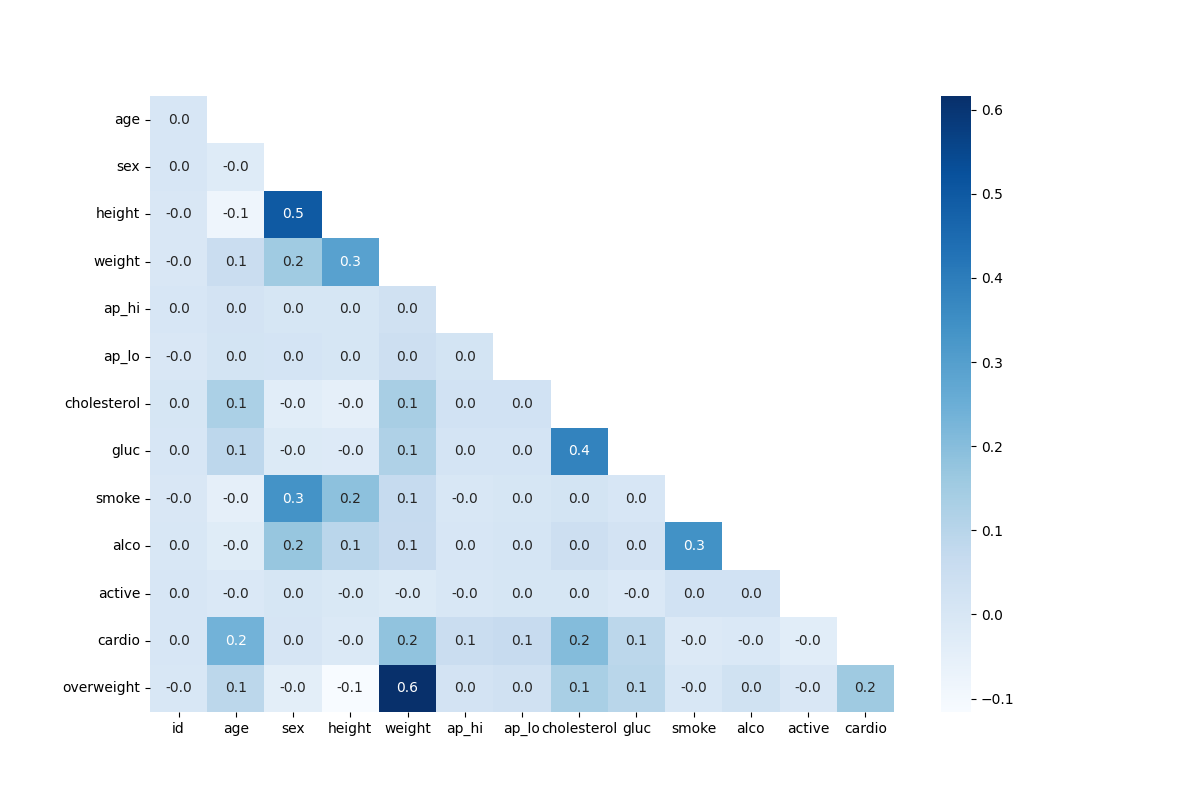 age 0.0
sex 0.0 -0.0
height -0.0 -0.1 0.5
weight -0.0 0.1 0.2 0.3
ap_hi 0.0 0.0 0.0 0.0 0.0
ap_lo -0.0 0.0 0.0 0.0 0.0 0.0
cholesterol 0.0 0.1 -0.0 -0.0 0.1 0.0 0.0
gluc 0.0 0.1 -0.0 -0.0 0.1 0.0 0.0 0.4
smoke -0.0 -0.0 0.3 0.2 0.1 -0.0 0.0 0.0 0.0
alco 0.0 -0.0 0.2 0.1 0.1 0.0 0.0 0.0 0.0 0.3
active 0.0 -0.0 0.0 -0.0 -0.0 -0.0 0.0 0.0 -0.0 0.0 0.0
cardio 0.0 0.2 0.0 -0.0 0.2 0.1 0.1 0.2 0.1 -0.0 -0.0 -0.0
overweight -0.0 0.1 -0.0 -0.1 0.6 0.0 0.0 0.1 0.1 -0.0 0.0 -0.0 0.2
id age sex height weight ap_hi ap_lo cholesterol gluc smoke alco active cardio
0.6
0.5
0.4
0.3
0.2
0.1
0.0
−0.1